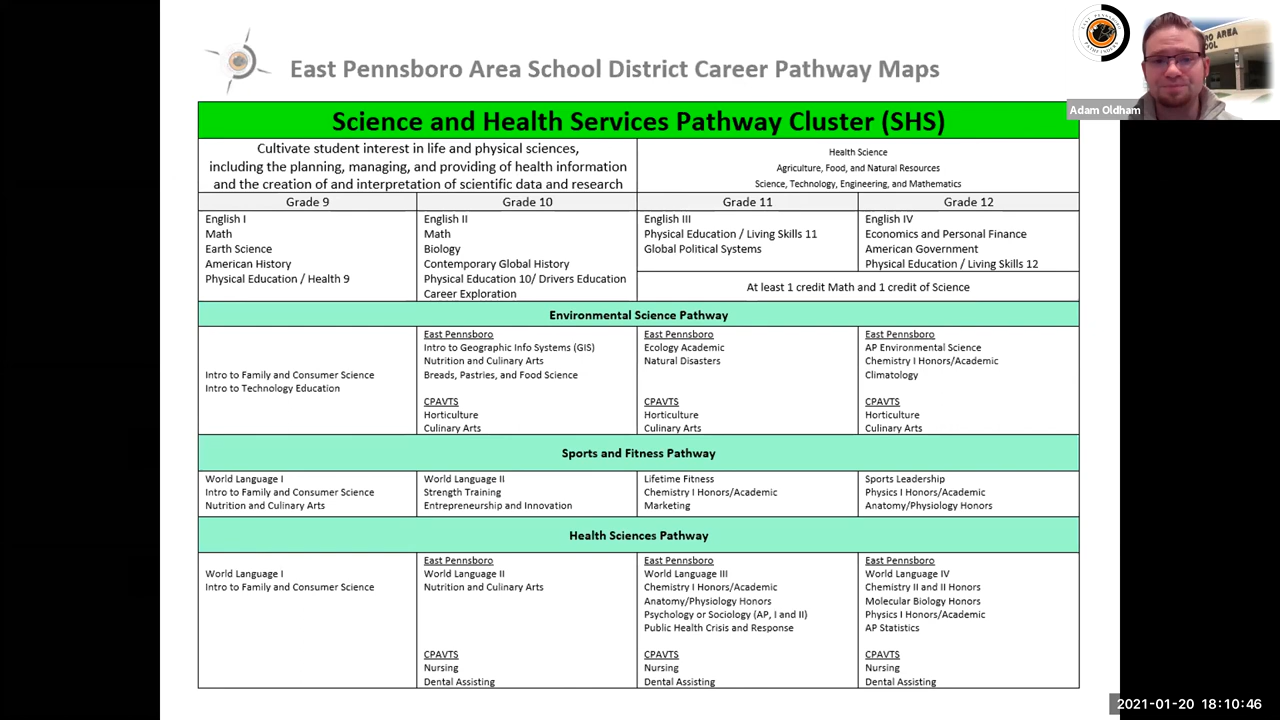 East Pennsboro Area School District Career Pathway Maps
Adam Oldham
Science and Health Services Pathway Cluster (SHS)
Cultivate student interest in life and physical sciences,
including the planning, managing, and providing of health information
and the creation of and interpretation of scientific data and research
Health Science
Agriculture, Food, and Natural Resources
Science, Technology, Engineering, and Mathematics
Grade 9
Grade 10
Grade 11
Grade 12
English I
Math
Earth Science
American History
Physical Education / Health 9
English II
Math
Biology
Contemporary Global History
Physical Education 10/ Drivers Education
Career Exploration
English III
Physical Education / Living Skills 11
Global Political Systems
English IV
Economics and Personal Finance
American Government
Physical Education / Living Skills 12
At least 1 credit Math and 1 credit of Science
Environmental Science Pathway
Intro to Family and Consumer Science
Intro to Technology Education
East Pennsboro
Intro to Geographic Info Systems (GIS)
Nutrition and Culinary Arts
Breads, Pastries, and Food Science
CPAVTS
Horticulture
Culinary Arts
East Pennsboro
Ecology Academic
Natural Disasters
CPAVTS
Horticulture
Culinary Arts
East Pennsboro
AP Environmental Science
Chemistry I Honors/Academic
Climatology
CPAVTS
Horticulture
Culinary Arts
Sports and Fitness Pathway
World Language I
Intro to Family and Consumer Science
Nutrition and Culinary Arts
World Language II
Strength Training
Entrepreneurship and Innovation
Lifetime Fitness
Chemistry I Honors/Academic
Marketing
Sports Leadership
Physics I Honors/Academic
Anatomy/Physiology Honors
Health Sciences Pathway
World Language I
Intro to Family and Consumer Science
East Pennsboro
World Language II
Nutrition and Culinary Arts
CPAVTS
Nursing
Dental Assisting
East Pennsboro
World Language III
Chemistry I Honors/Academic
Anatomy/Physiology Honors
Psychology or Sociology (AP, I and II)
Public Health Crisis and Response
CPAVTS
Nursing
Dental Assisting
East Pennsboro
World Language IV
Chemistry II and II Honors
Molecular Biology Honors
Physics I Honors/Academic
AP Statistics
CPAVTS
Nursing
Dental Assisting
2021-01-20 18:10:46